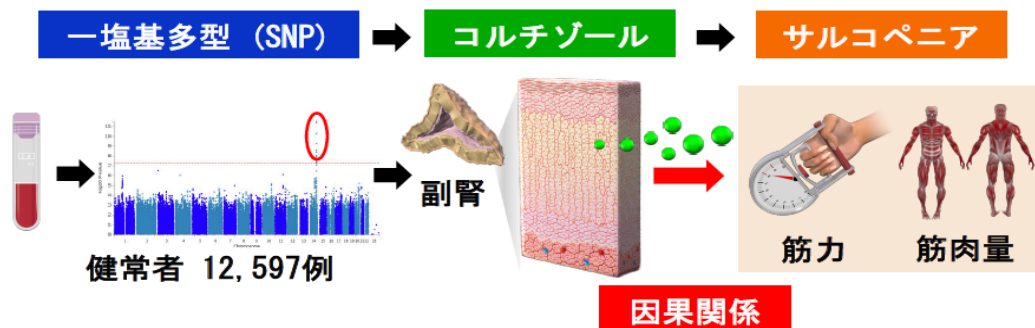 一塩基多型 (SNP)
コルチゾール
サルコペニア
副腎
筋力
筋肉量
健常者 12,597例
因果関係